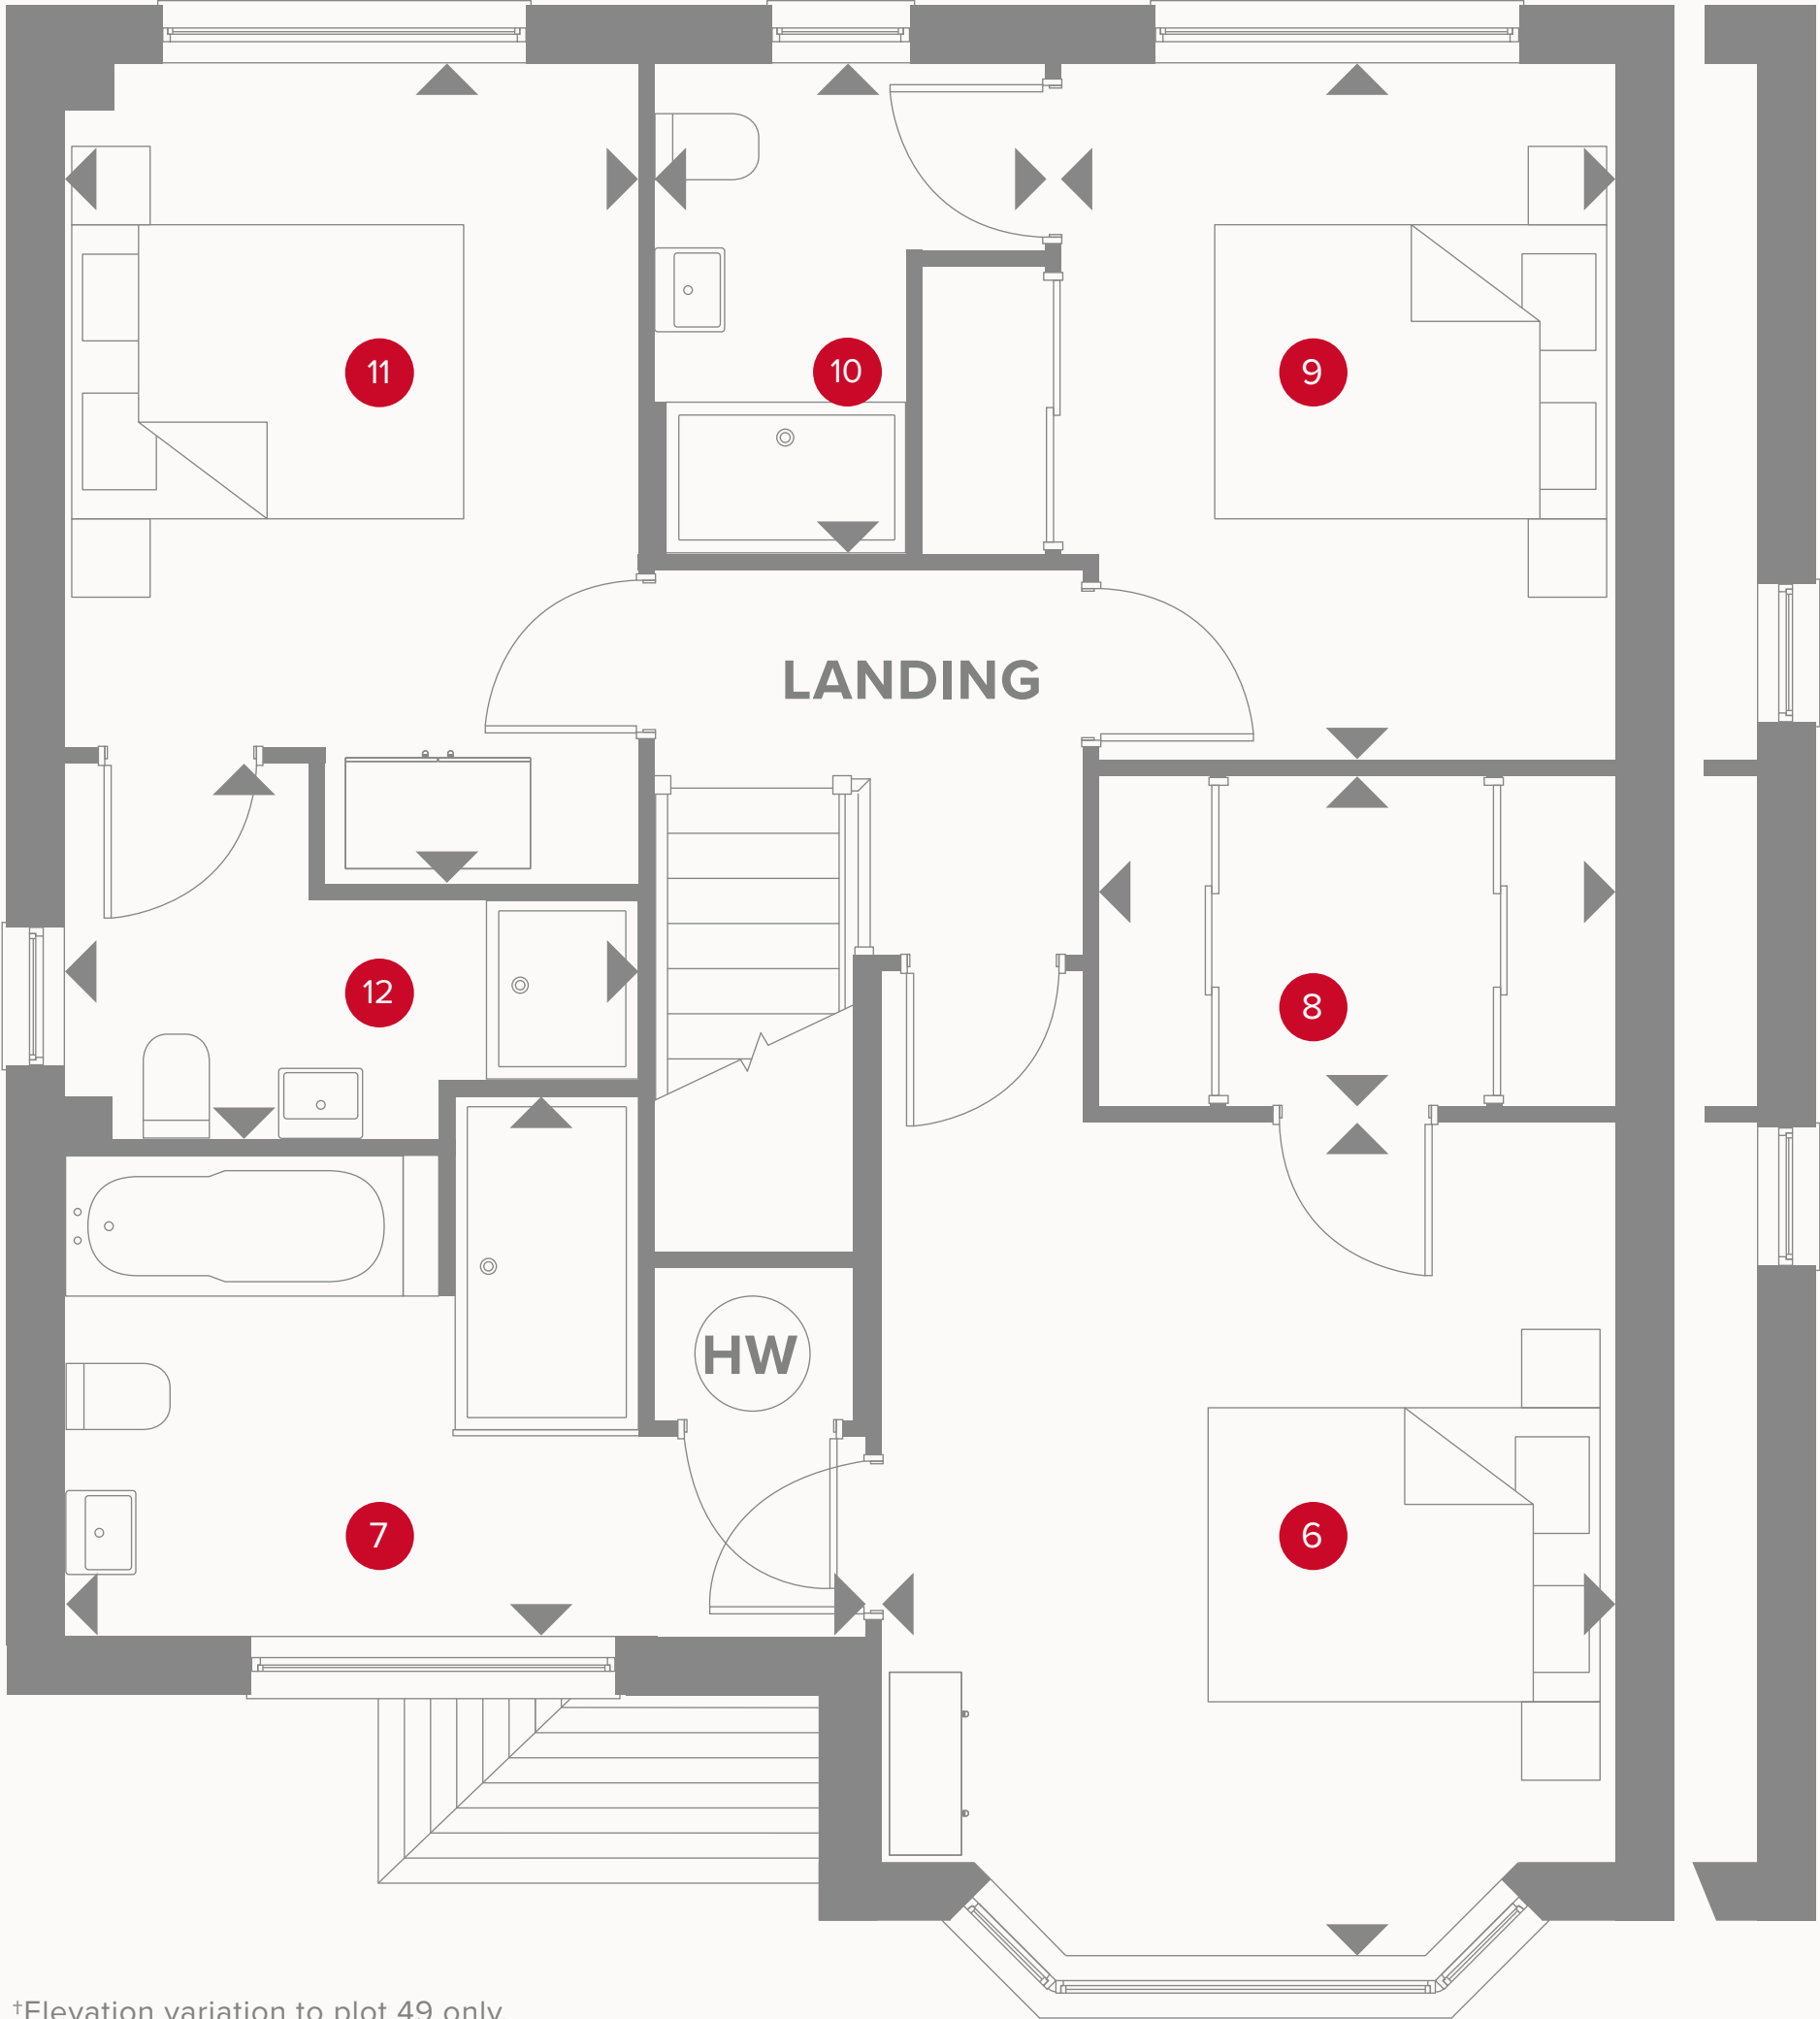 11
10
9
LANDING
12
8
HW
7
6
†Elevation variation to plot 49 only.